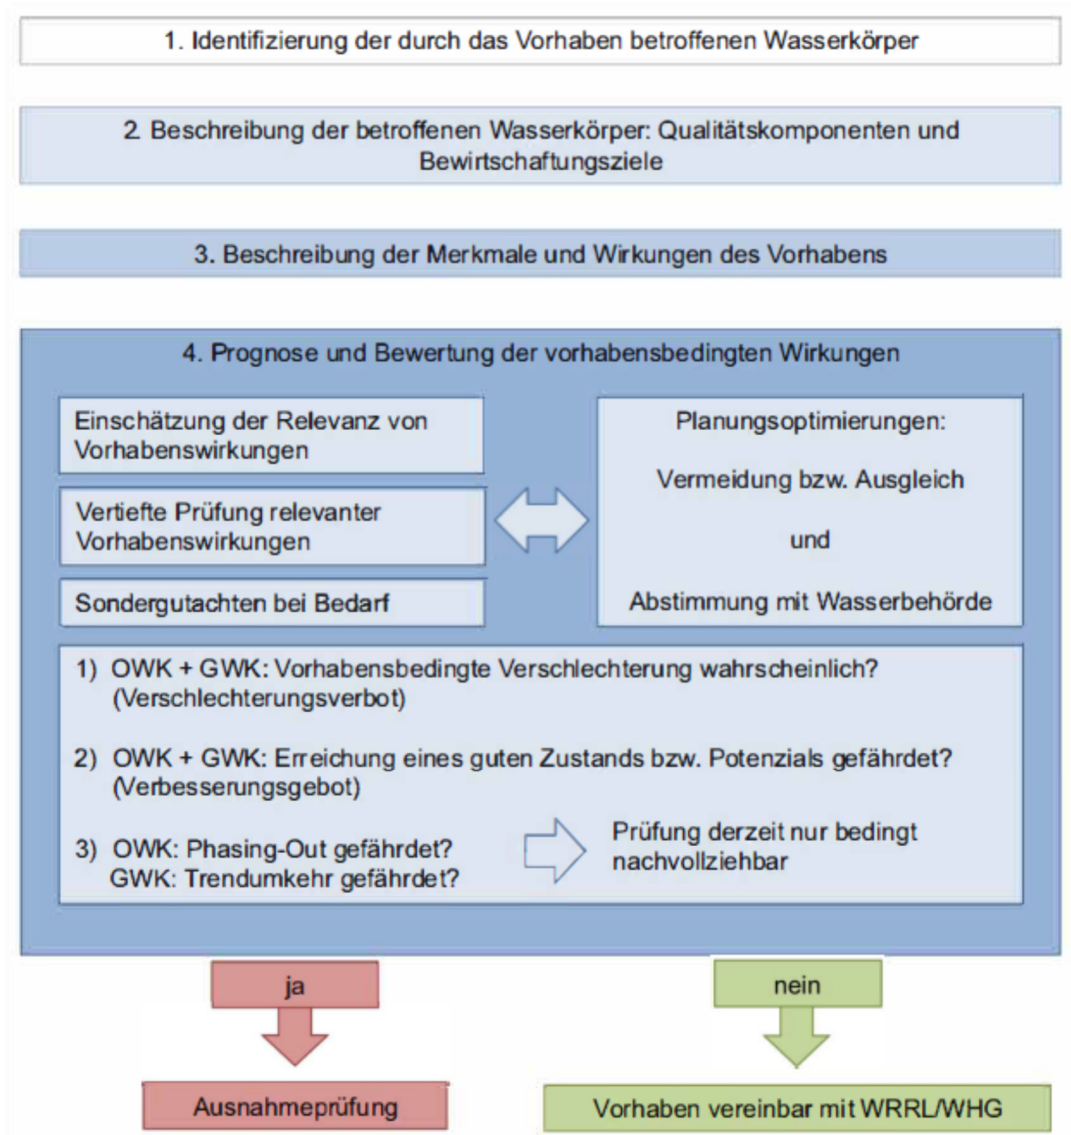 1. Identifizierung der durch das Vorhaben betroffenen Wasserkörper
2. Beschreibung der betroffenen Wasserkörper: Qualitätskomponenten und
Bewirtschaftungsziele
3. Beschreibung der Merkmale und Wirkungen des Vorhabens
4. Prognose und Bewertung der vorhabensbedingten Wirkungen
Einschätzung der Relevanz von
Vorhabenswirkungen
Vertiefte Prüfung relevanter
Vorhabenswirkungen
Sondergutachten bei Bedarf
Planungsoptimierungen:
Vermeidung bzw. Ausgleich
und
Abstimmung mit Wasserbehörde
1) OWK + GWK: Vorhabensbedingte Verschlechterung wahrscheinlich?
(Verschlechterungsverbot)
2) OWK + GWK: Erreichung eines guten Zustands bzw. Potenzials gefährdet?
(Verbesserungsgebot)
3) OWK: Phasing-Out gefährdet?
GWK: Trendumkehr gefährdet?
Prüfung derzeit nur bedingt
nachvollziehbar
ja
nein
Ausnahmeprüfung
Vorhaben vereinbar mit WRRL/WHG